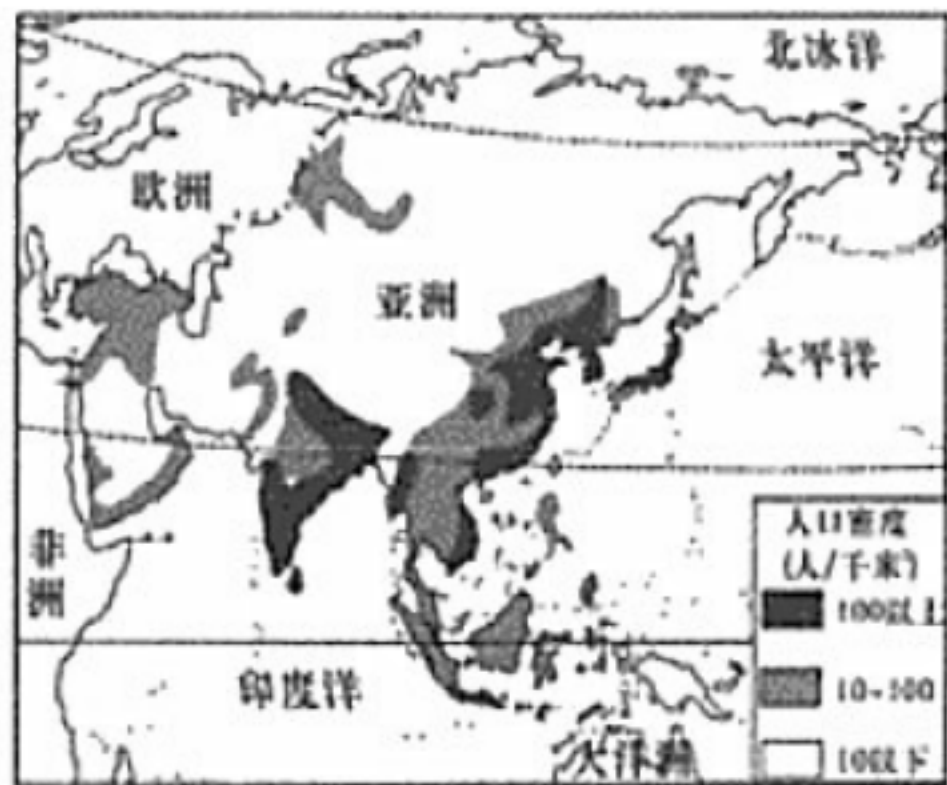 北冰洋
欧洲
亚洲
太平洋
非洲
印度洋
大洋洲
人口密度
(人/千米²)
100以上
10~100
10以下